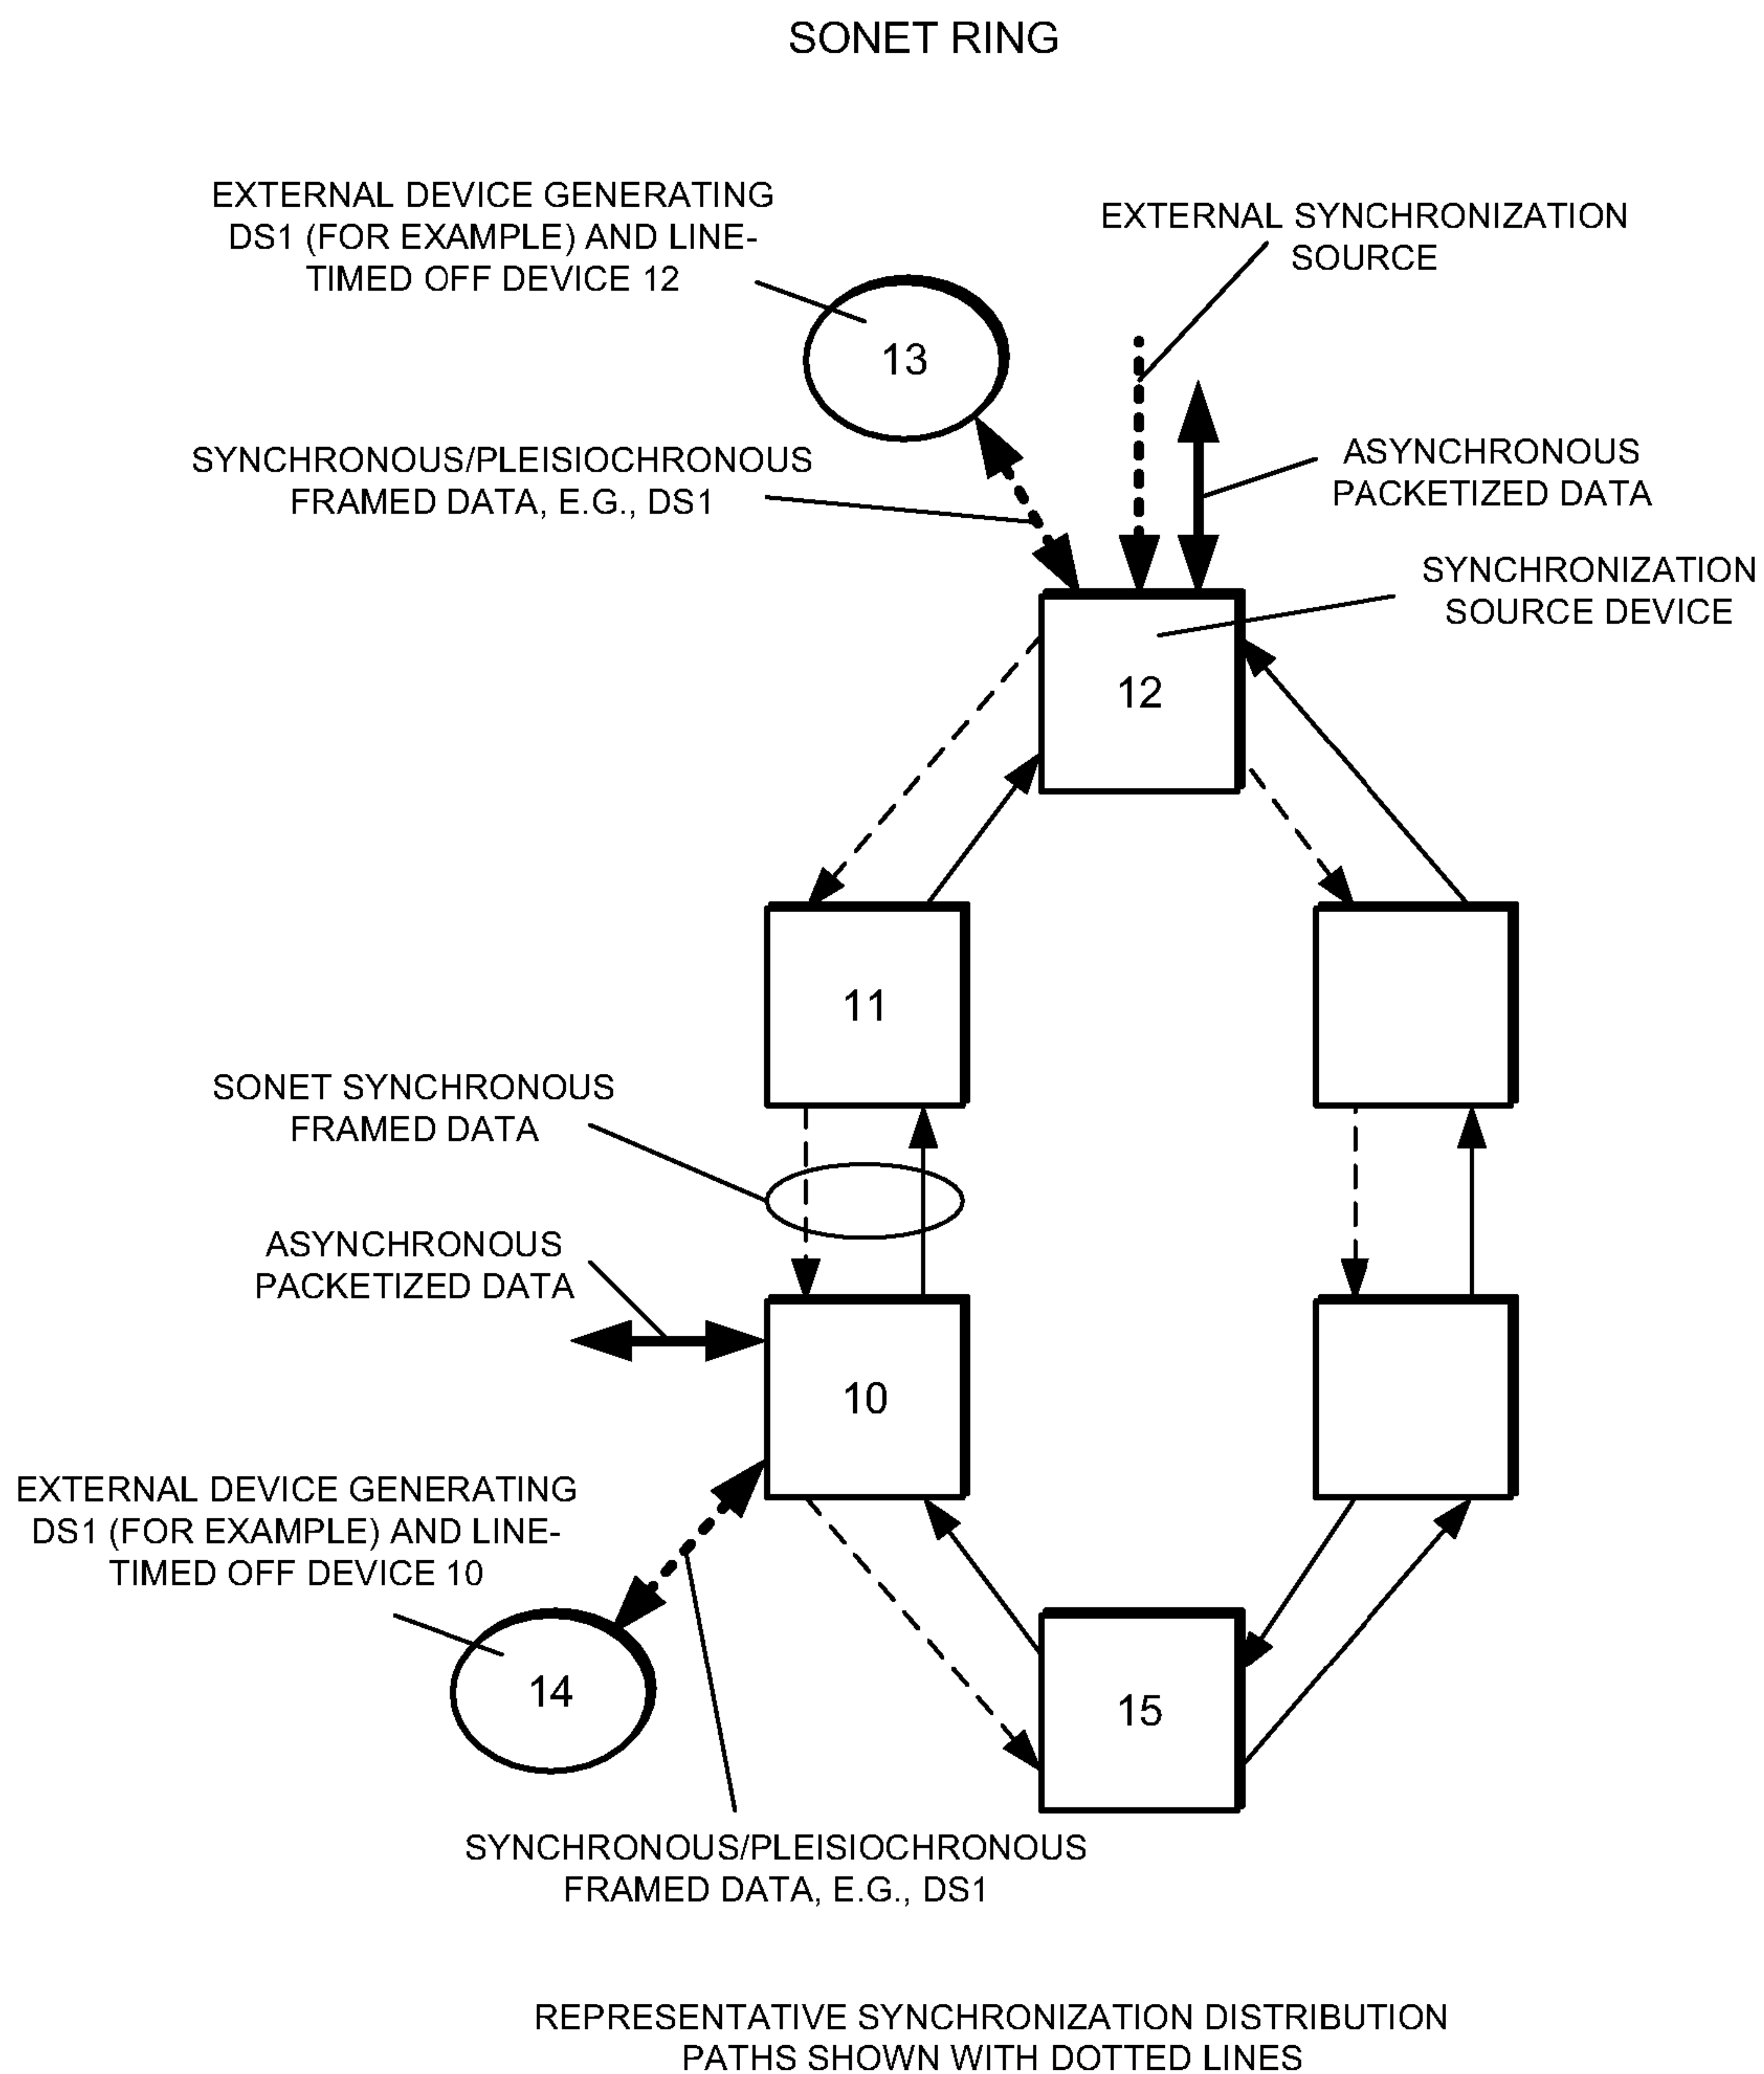 SONET RING
EXTERNAL DEVICE GENERATING
DS1 (FOR EXAMPLE) AND LINE-
TIMED OFF DEVICE 12
EXTERNAL SYNCHRONIZATION
SOURCE
13
SYNCHRONOUS/PLEISIOCHRONOUS
FRAMED DATA, E.G., DS1
ASYNCHRONOUS
PACKETIZED DATA
SYNCHRONIZATION
SOURCE DEVICE
12
11
SONET SYNCHRONOUS
FRAMED DATA
ASYNCHRONOUS
PACKETIZED DATA
10
EXTERNAL DEVICE GENERATING
DS1 (FOR EXAMPLE) AND LINE-
TIMED OFF DEVICE 10
14
15
SYNCHRONOUS/PLEISIOCHRONOUS
FRAMED DATA, E.G., DS1
REPRESENTATIVE SYNCHRONIZATION DISTRIBUTION
PATHS SHOWN WITH DOTTED LINES